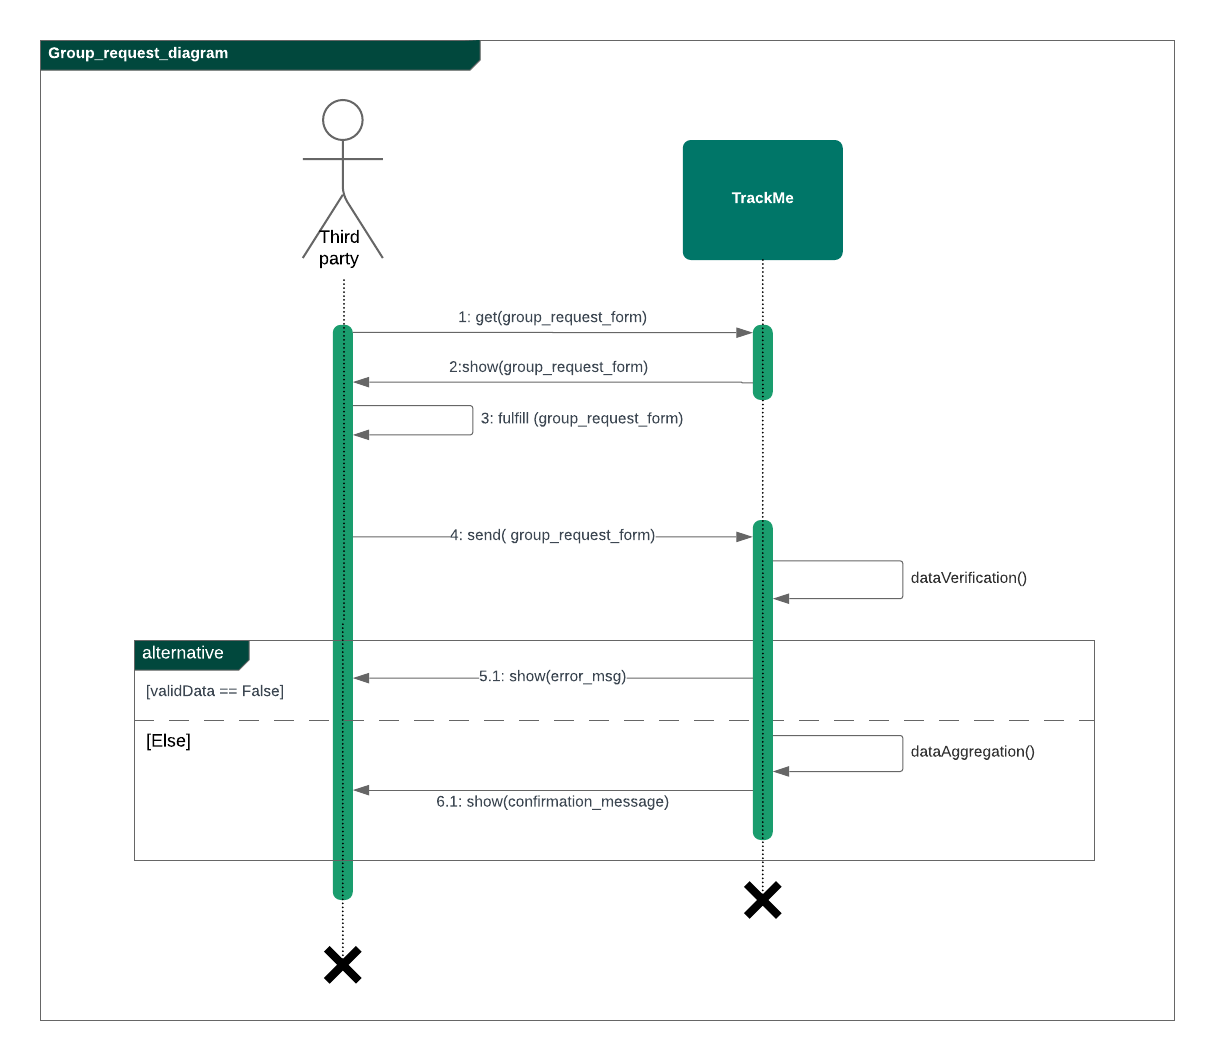 Group_request_diagram
TrackMe
Third
party
1: get(group_request_form)
2:show(group_request_form)
3: fulfill (group_request_form)
4: send( group_request_form)
dataVerification()
alternative
5.1: show(error_msg)
[validData == False]
[Else]
dataAggregation()
6.1: show(confirmation_message)